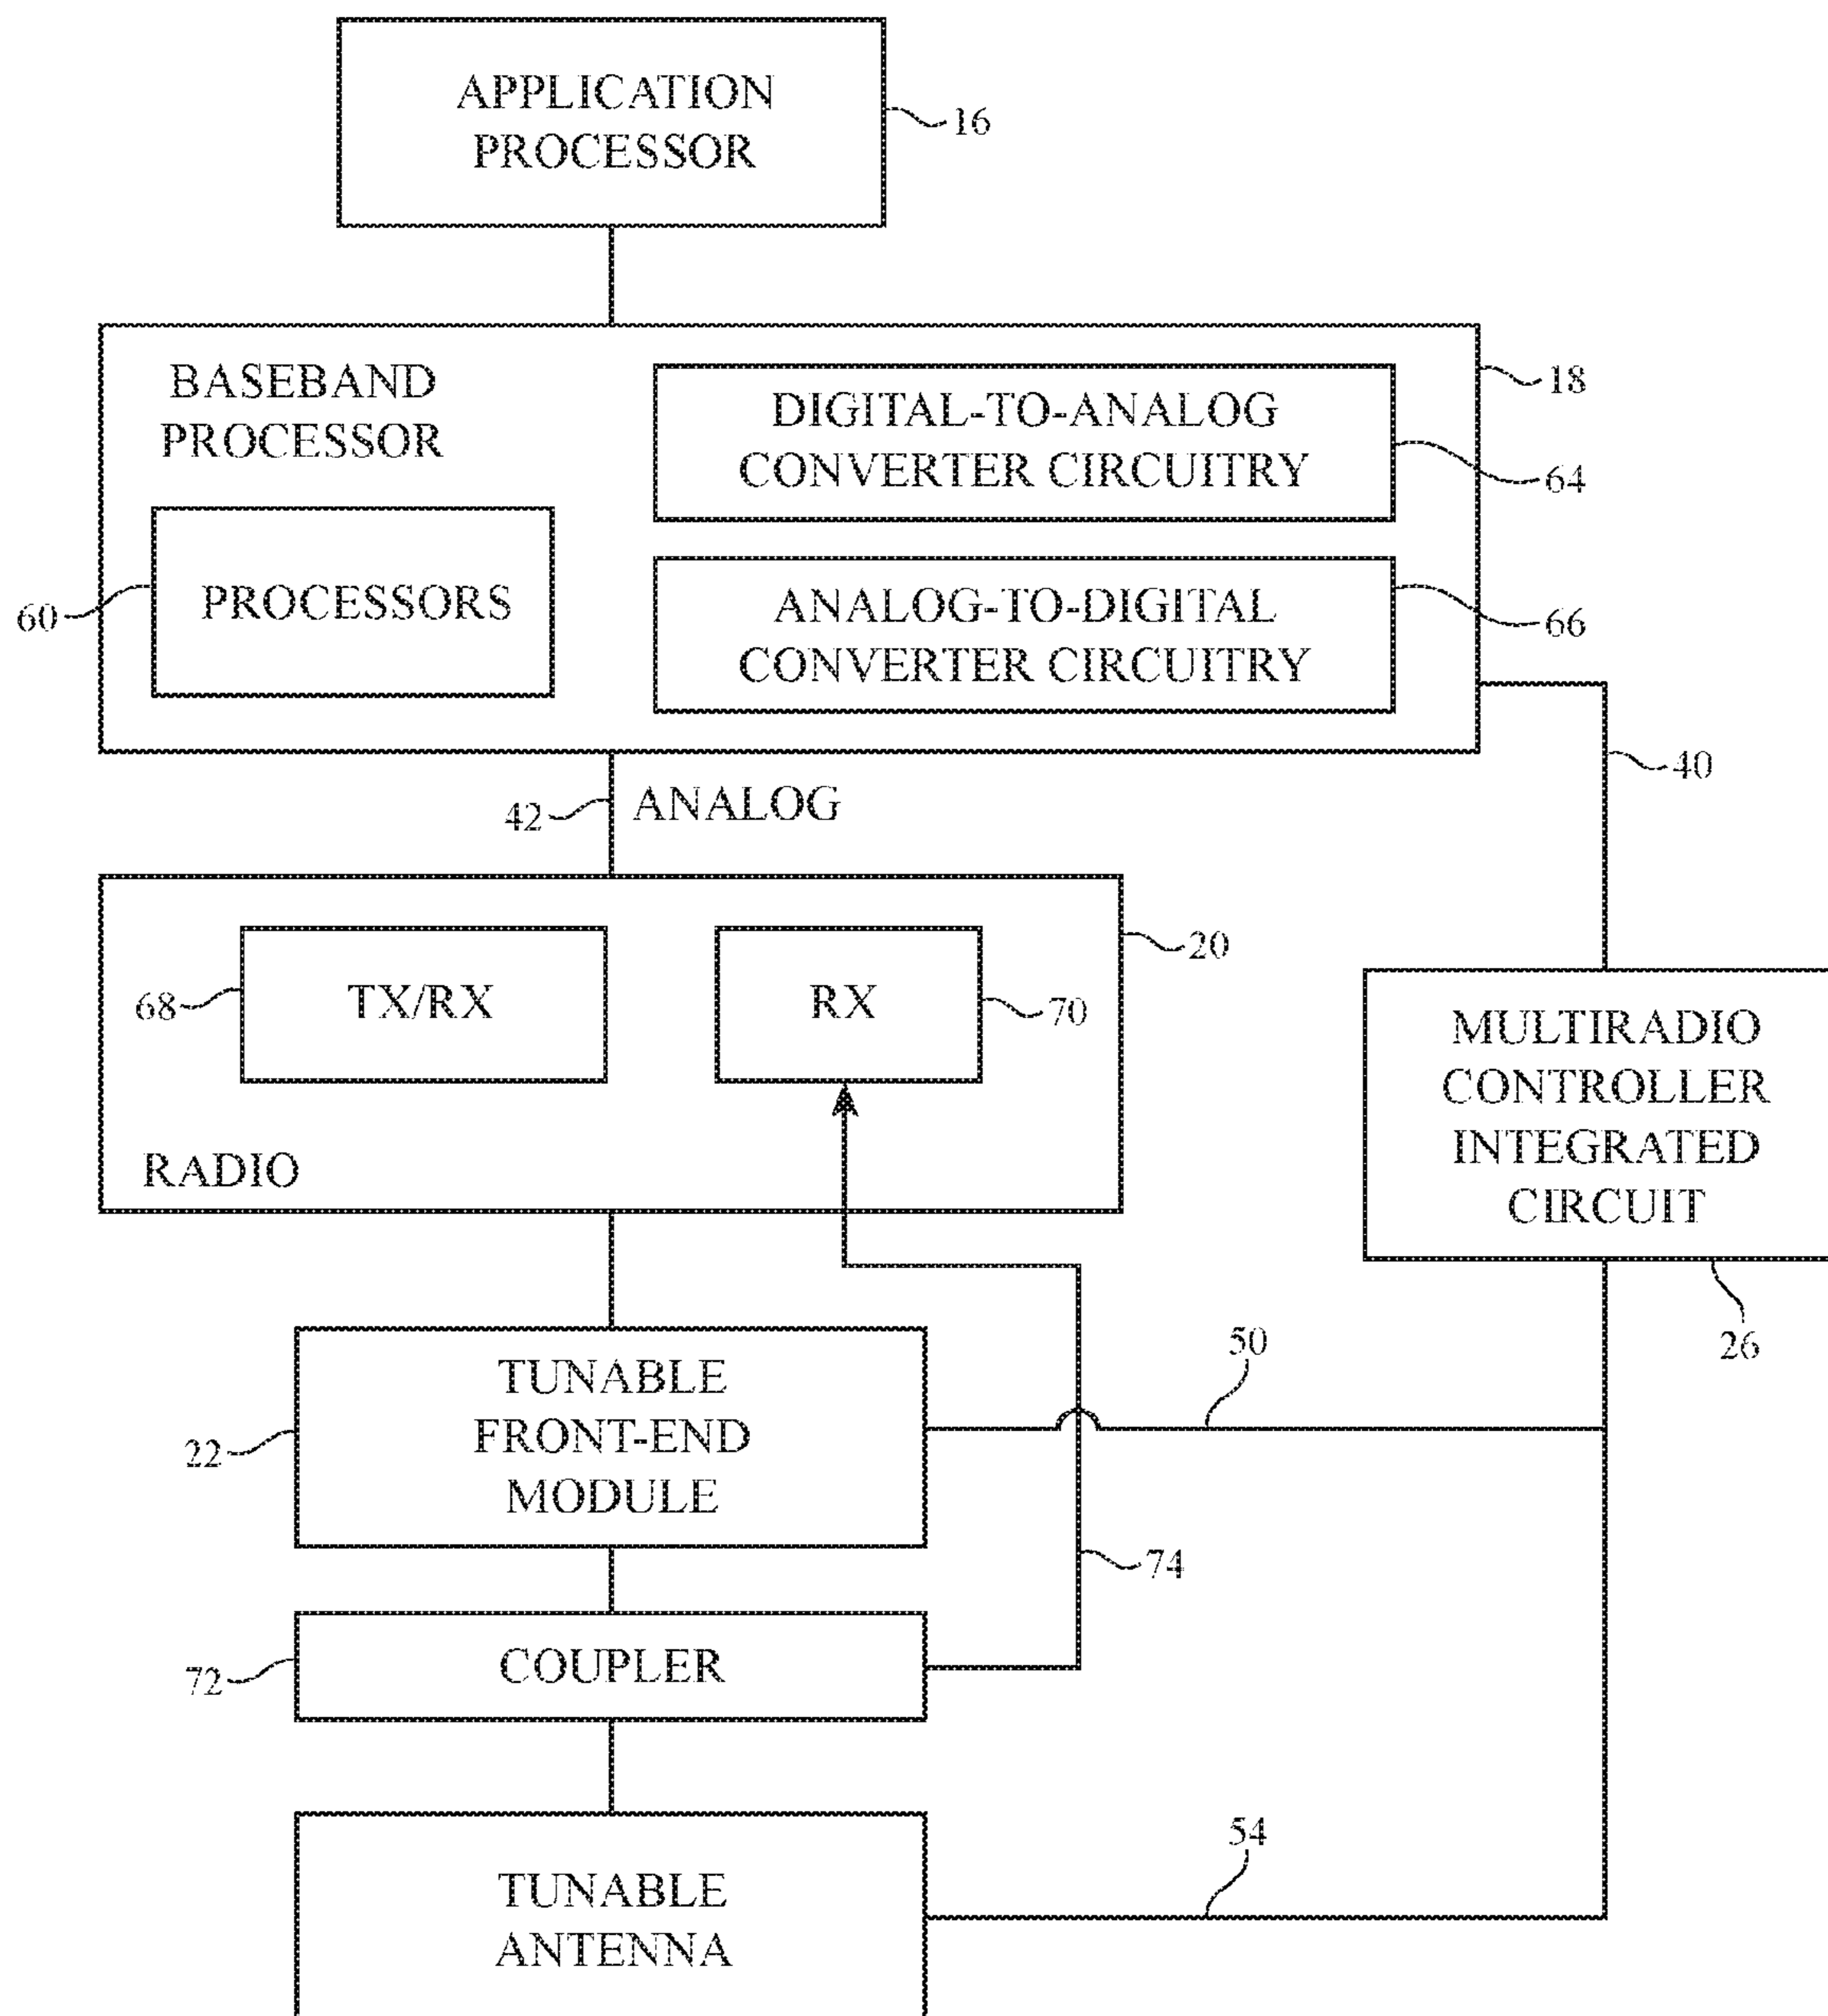 APPLICATION
PROCESSOR
16
BASEBAND
PROCESSOR
18
DIGITAL-TO-ANALOG
CONVERTER CIRCUITRY
64
PROCESSORS
60
ANALOG-TO-DIGITAL
CONVERTER CIRCUITRY
66
40
42
ANALOG
20
68
TX/RX
RX
70
RADIO
MULTIRADIO
CONTROLLER
INTEGRATED
CIRCUIT
26
TUNABLE
FRONT-END
MODULE
22
50
74
COUPLER
72
54
TUNABLE
ANTENNA